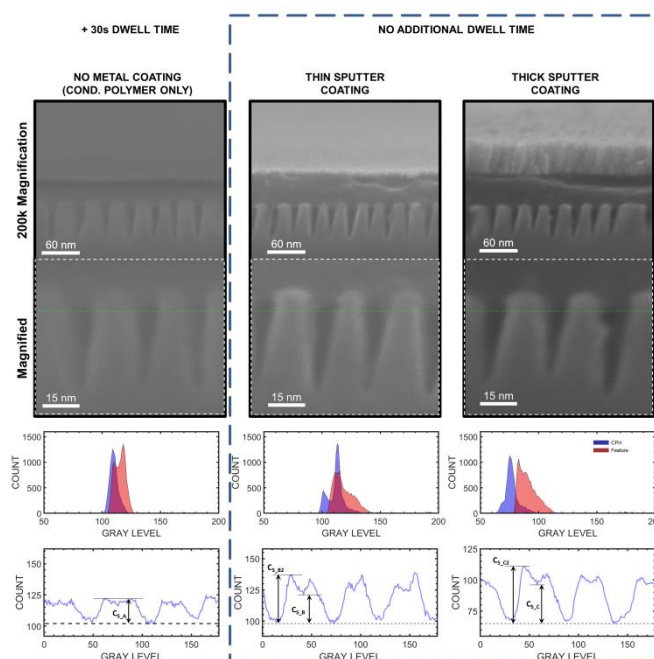 + 30s DWELL TIME
NO ADDITIONAL DWELL TIME
NO METAL COATING
(COND. POLYMER ONLY)
THIN SPUTTER
COATING
THICK SPUTTER
COATING
200k Magnification
60 nm
60 nm
60 nm
Magnified
15 nm
15 nm
15 nm
COUNT
1500
1000
500
0
50
100
150
200
GRAY LEVEL
COUNT
1500
1000
500
0
50
100
150
200
GRAY LEVEL
COUNT
1500
1000
500
0
50
100
150
200
GRAY LEVEL
CPH
Feature
COUNT
150
125
100
0
50
100
150
GRAY LEVEL
C_S_A
COUNT
150
125
100
0
50
100
150
GRAY LEVEL
C_S_B2
C_S_B
COUNT
125
100
75
50
0
50
100
150
GRAY LEVEL
C_S_C2
C_S_C